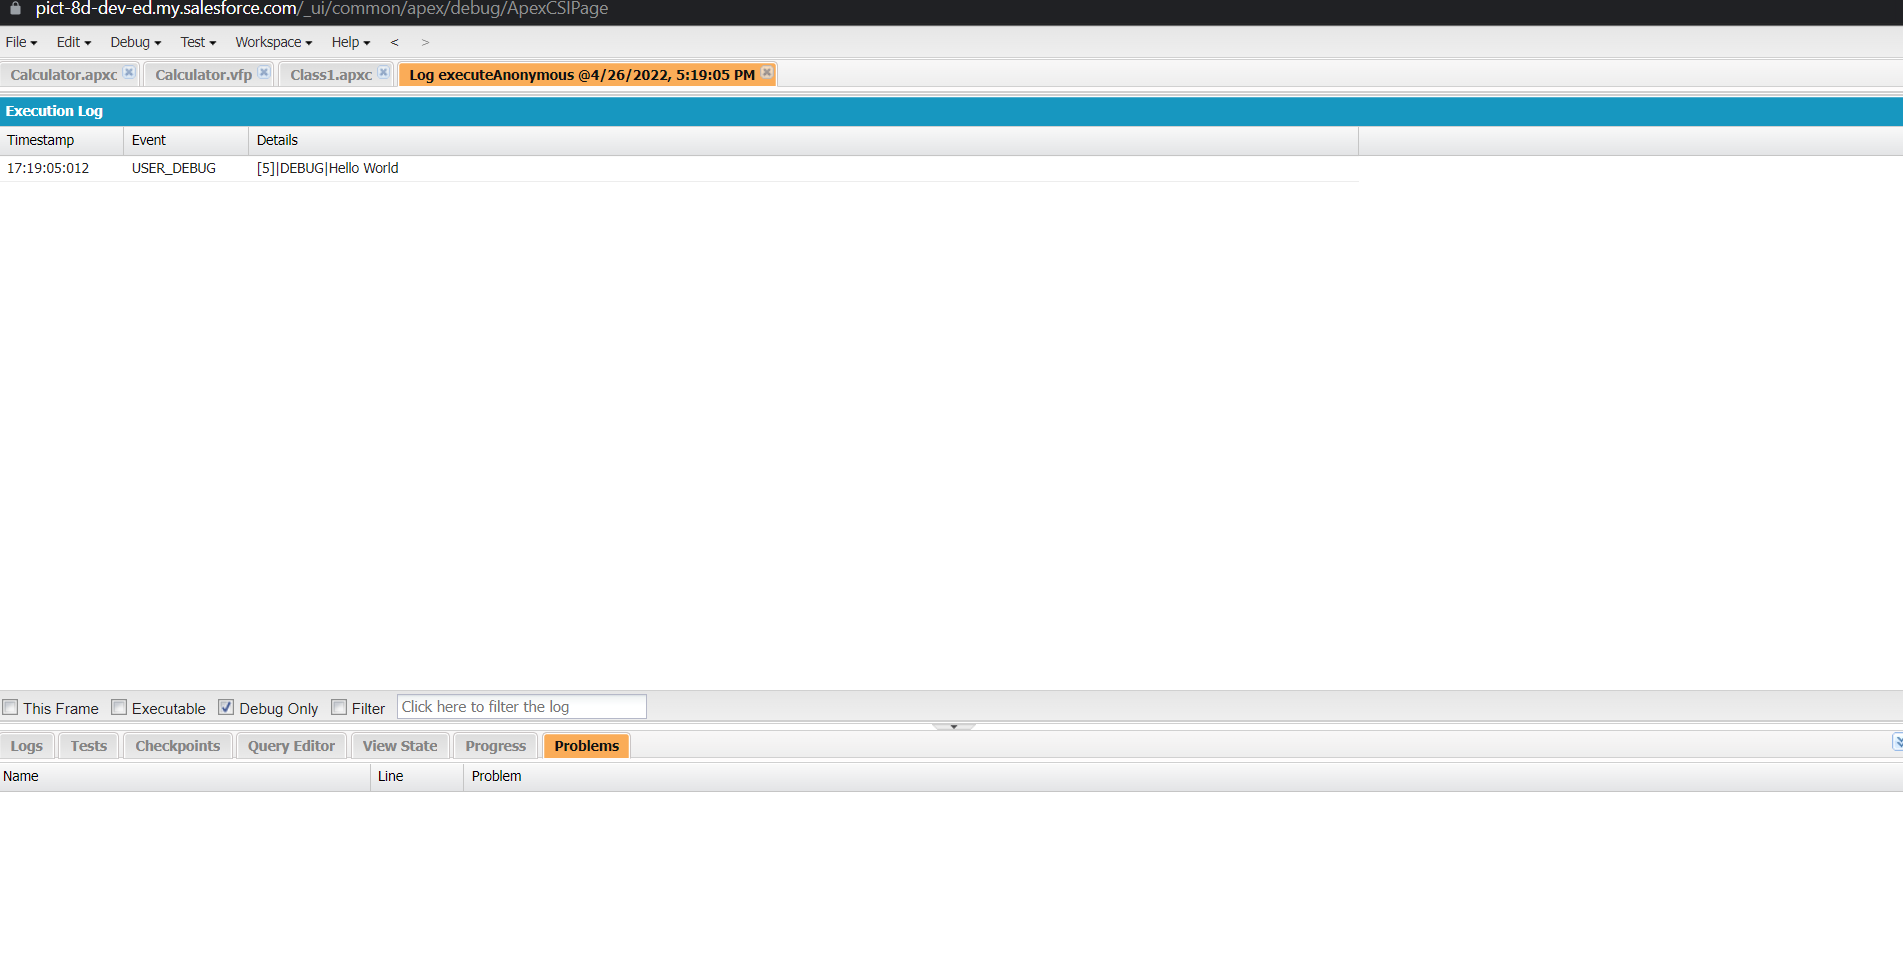 pict-8d-dev-ed.my.salesforce.com/_ui/common/apex/debug/ApexCSIPage
File Edit Debug Test Workspace Help < >
Calculator.apxc Calculator.vfp Class1.apxc Log executeAnonymous @4/26/2022, 5:19:05 PM
Execution Log
Timestamp Event Details
17:19:05:012 USER_DEBUG [5]|DEBUG|Hello World
This Frame Executable Debug Only Filter Click here to filter the log
Logs Tests Checkpoints Query Editor View State Progress Problems
Name Line Problem